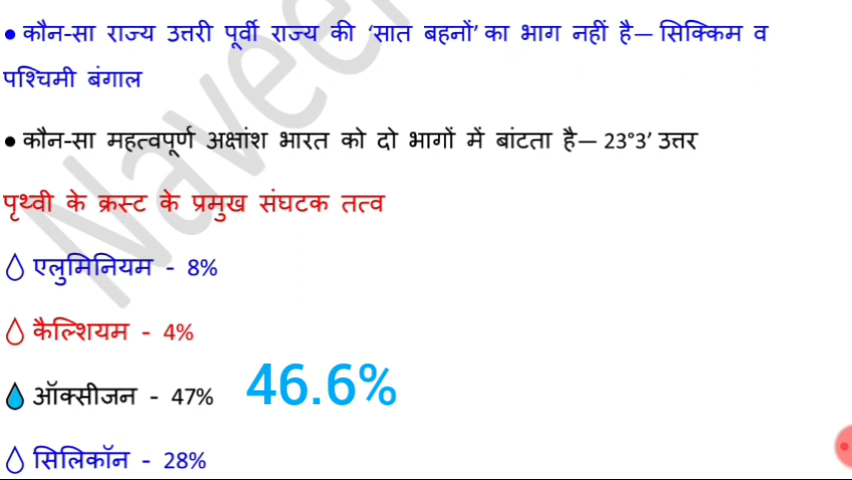 ● कौन-सा राज्य उत्तरी पूर्वी राज्य की ‘सात बहनों’ का भाग नहीं है— सिक्किम व
पश्चिमी बंगाल
● कौन-सा महत्वपूर्ण अक्षांश भारत को दो भागों में बांटता है— 23°3’ उत्तर
पृथ्वी के क्रस्ट के प्रमुख संघटक तत्व
एलुमिनियम - 8%
कैल्शियम - 4%
ऑक्सीजन - 47% 46.6%
सिलिकॉन - 28%
Navee